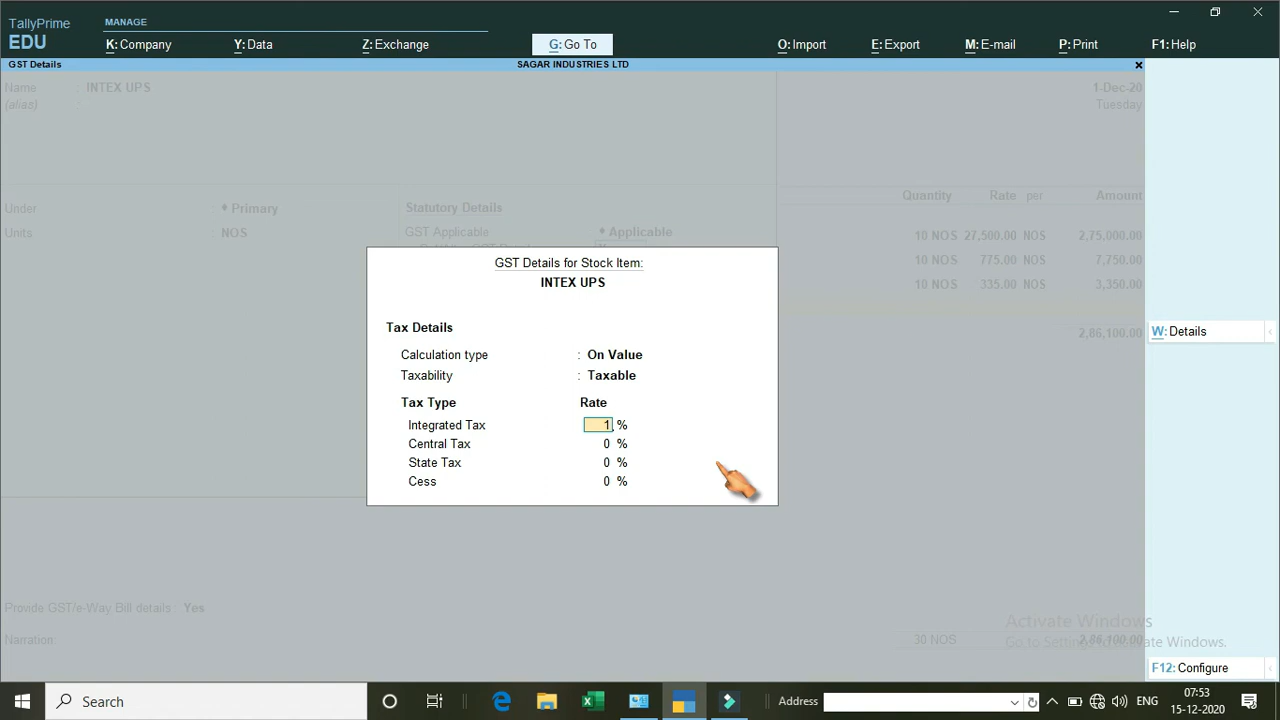 TallyPrime
EDU
MANAGE
K: Company
Y: Data
Z: Exchange
G: Go To
O: Import
E: Export
M: E-mail
P: Print
F1: Help
GST Details
SAGAR INDUSTRIES LTD
Name : INTEX UPS
(alias)
1-Dec-20
Tuesday
Under : ♦ Primary
Units : NOS
Statutory Details
GST Applicable : ♦ Applicable
Quantity Rate per Amount
10 NOS 27,500.00 NOS 2,75,000.00
10 NOS 775.00 NOS 7,750.00
10 NOS 335.00 NOS 3,350.00
2,86,100.00
GST Details for Stock Item:
INTEX UPS
Tax Details
Calculation type : On Value
Taxability : Taxable
Tax Type Rate
Integrated Tax 1 %
Central Tax 0 %
State Tax 0 %
Cess 0 %
W: Details
Provide GST/e-Way Bill details : Yes
Narration:
30 NOS 2,86,100.00
Activate Windows
Go to Settings to Activate Windows.
F12: Configure
Search
Address
ENG
07:53
15-12-2020